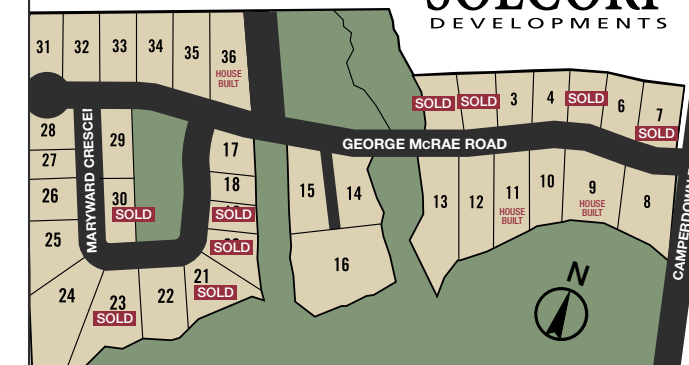 DEVELOPMENTS
31
32
33
34
35
36
HOUSE
BUILT
SOLD
SOLD
3
4
SOLD
6
7
SOLD
28
29
27
26
30
SOLD
25
MARYWARD CRESCE
17
18
SOLD
SOLD
GEORGE McRAE ROAD
15
14
13
12
11
HOUSE
BUILT
10
9
HOUSE
BUILT
8
16
24
23
SOLD
22
21
SOLD
N